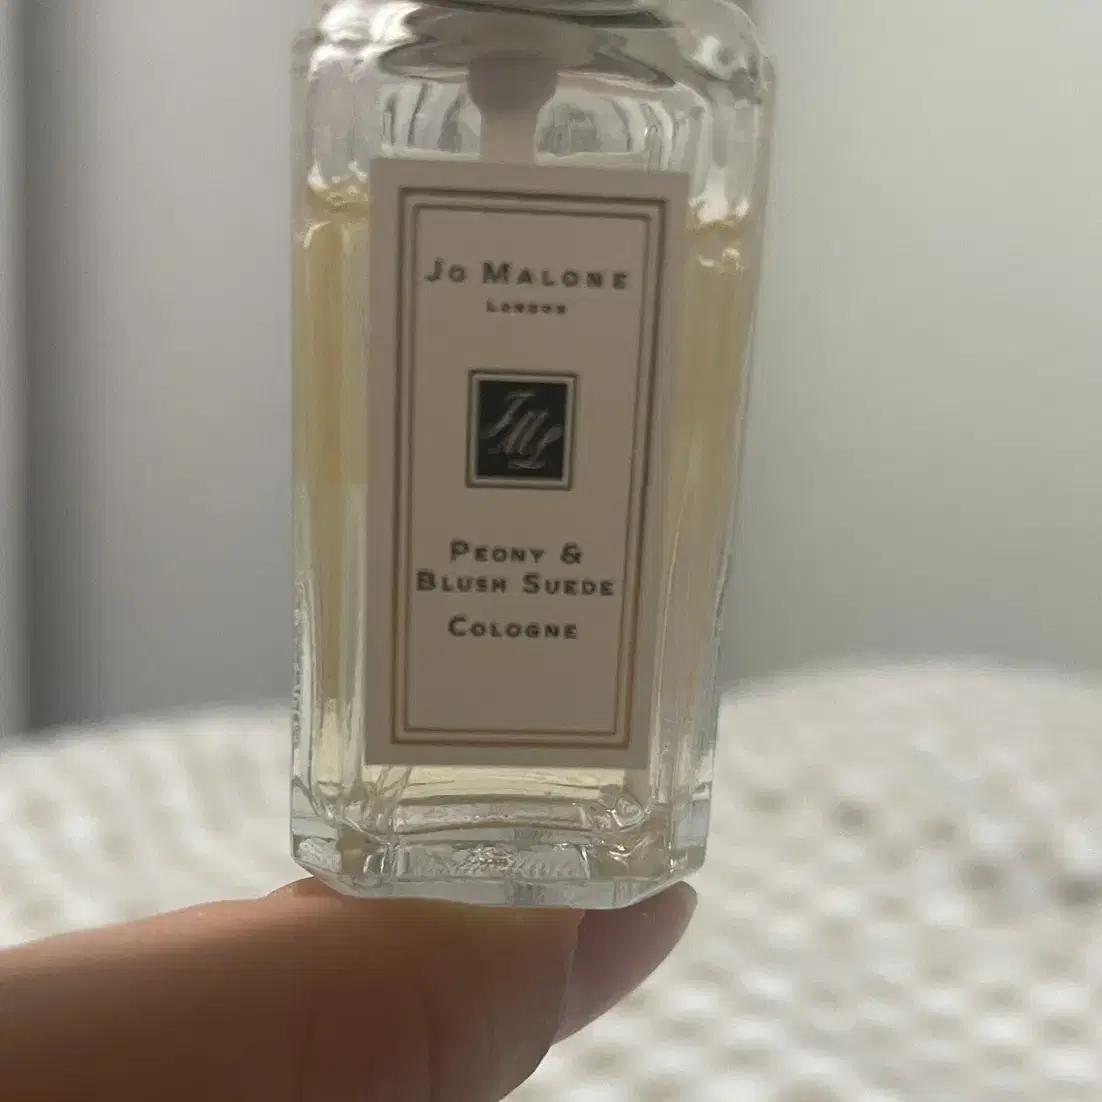 Jo Malone
London
JML
Peony &
Blush Suede
Cologne